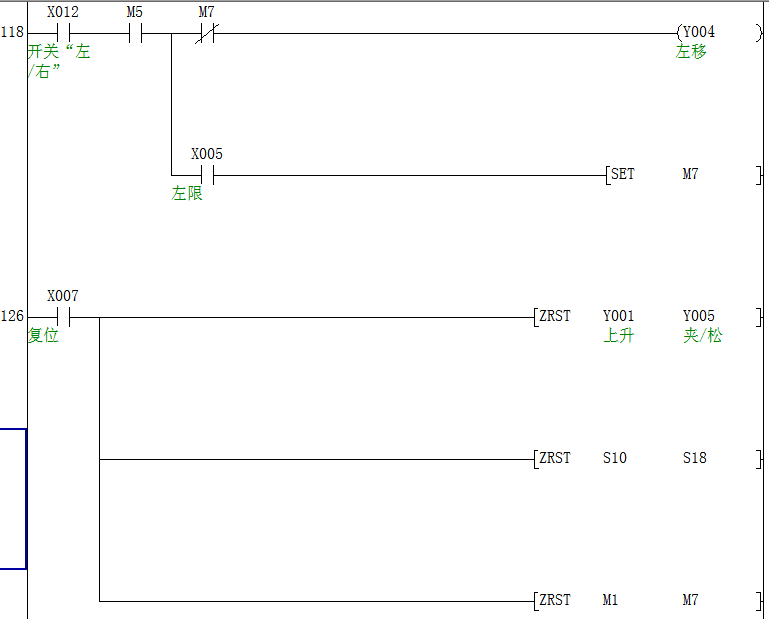 X012 M5 M7
118 Y004
开关“左 左移
/右”
X005
SET M7
左限
X007
126 ZRST Y001 Y005
复位 上升 夹/松
ZRST S10 S18
ZRST M1 M7